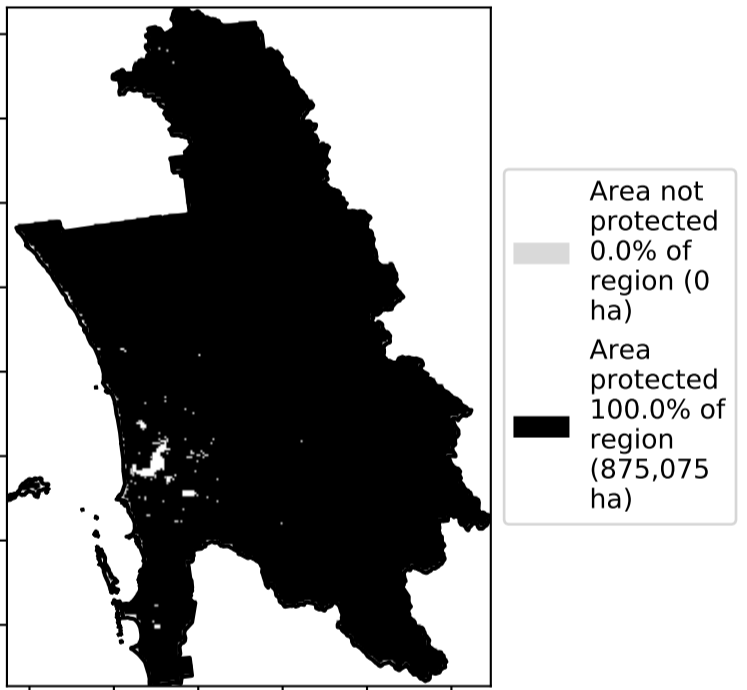 Area not
protected
0.0% of
region (0
ha)
Area
protected
100.0% of
region
(875,075
ha)